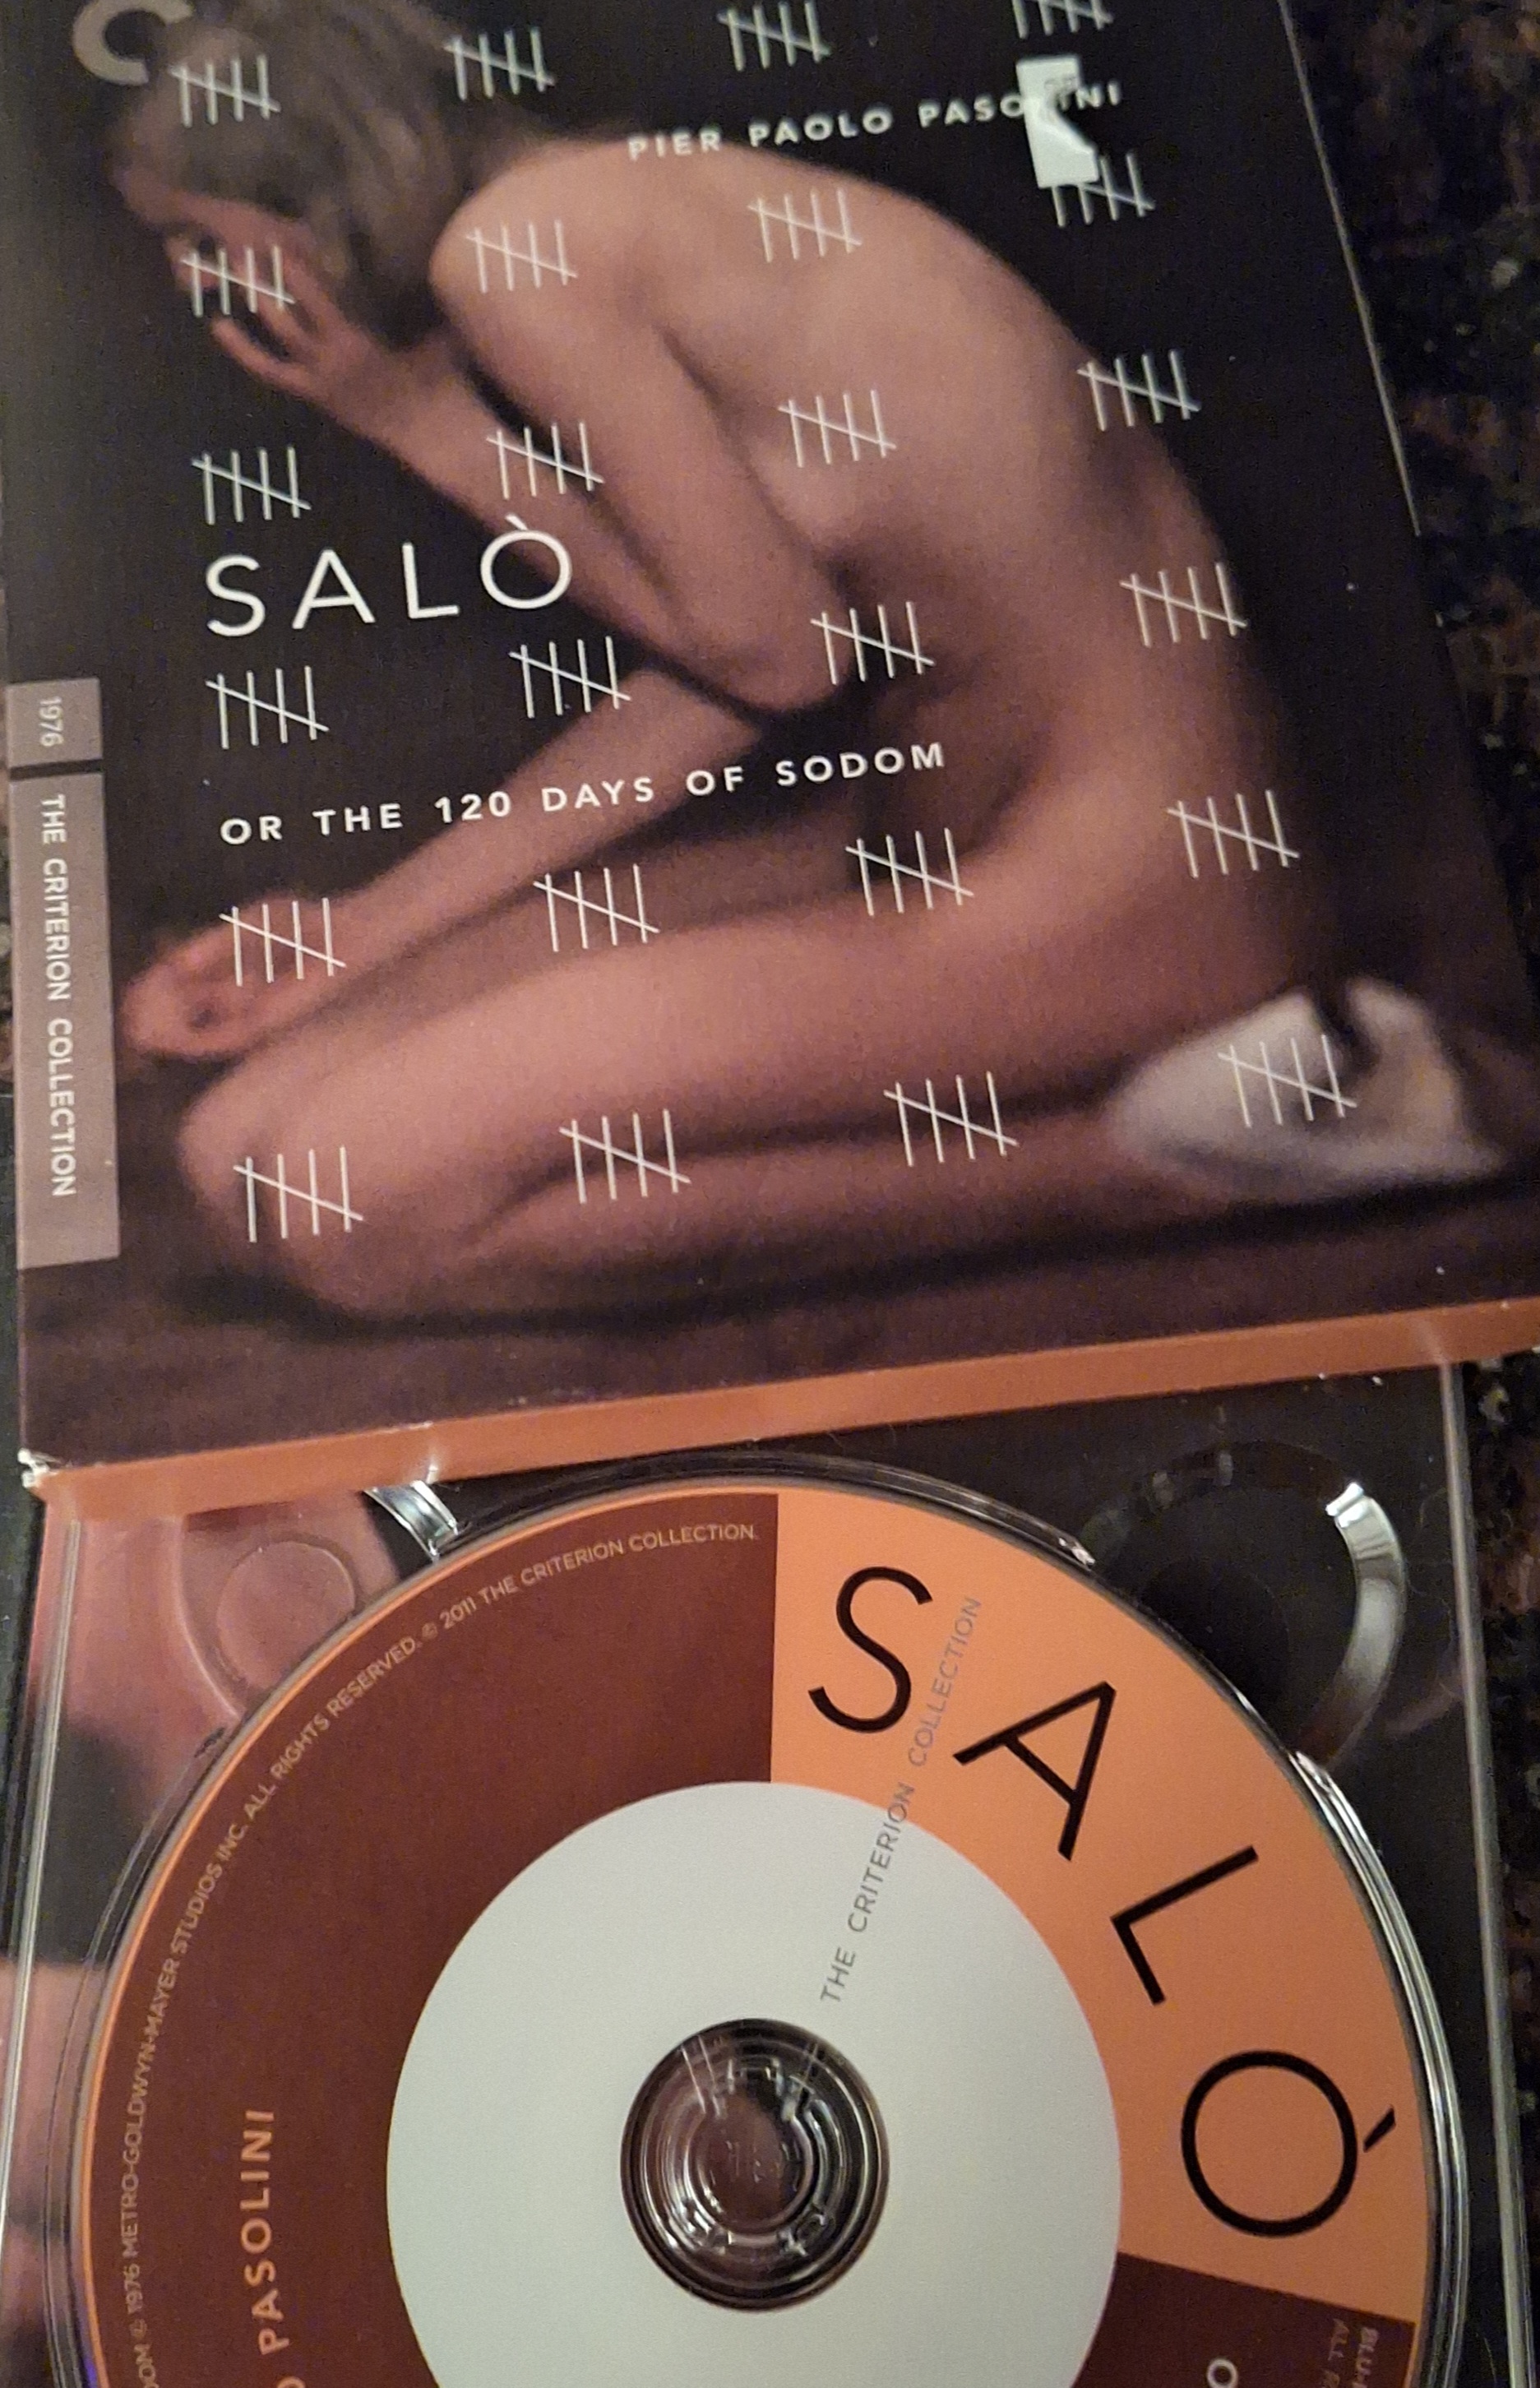 PIER PAOLO PASOLINI
SALÒ
OR THE 120 DAYS OF SODOM
1976
THE CRITERION COLLECTION
1976 METRO-GOLDWYN-MAYER STUDIOS INC. ALL RIGHTS RESERVED. © 2011 THE CRITERION COLLECTION.
SALÒ
THE CRITERION COLLECTION
PASOLINI